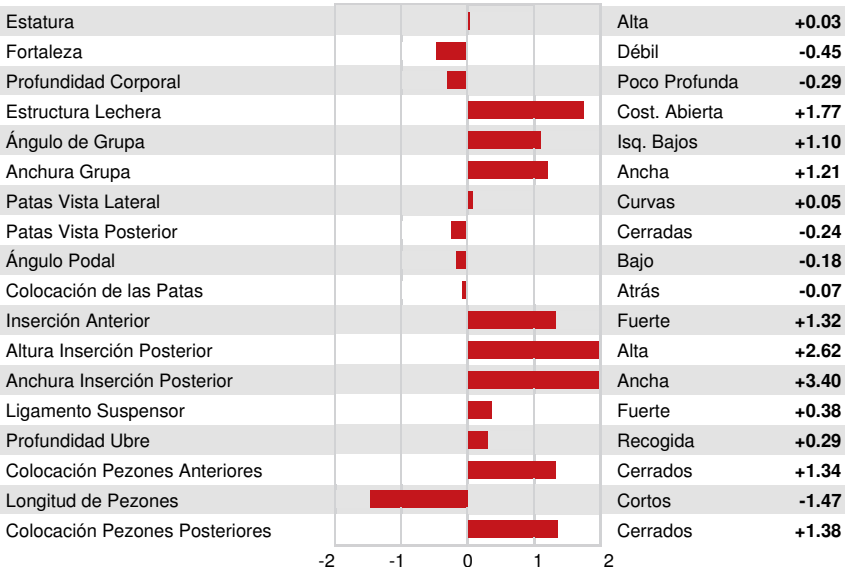 Estatura Alta +0.03
Fortaleza Débil -0.45
Profundidad Corporal Poco Profunda -0.29
Estructura Lechera Cost. Abierta +1.77
Ángulo de Grupa Isq. Bajos +1.10
Anchura Grupa Ancha +1.21
Patas Vista Lateral Curvas +0.05
Patas Vista Posterior Cerradas -0.24
Ángulo Podal Bajo -0.18
Colocación de las Patas Atrás -0.07
Inserción Anterior Fuerte +1.32
Altura Inserción Posterior Alta +2.62
Anchura Inserción Posterior Ancha +3.40
Ligamento Suspensor Fuerte +0.38
Profundidad Ubre Recogida +0.29
Colocación Pezones Anteriores Cerrados +1.34
Longitud de Pezones Cortos -1.47
Colocación Pezones Posteriores Cerrados +1.38
-2 -1 0 1 2